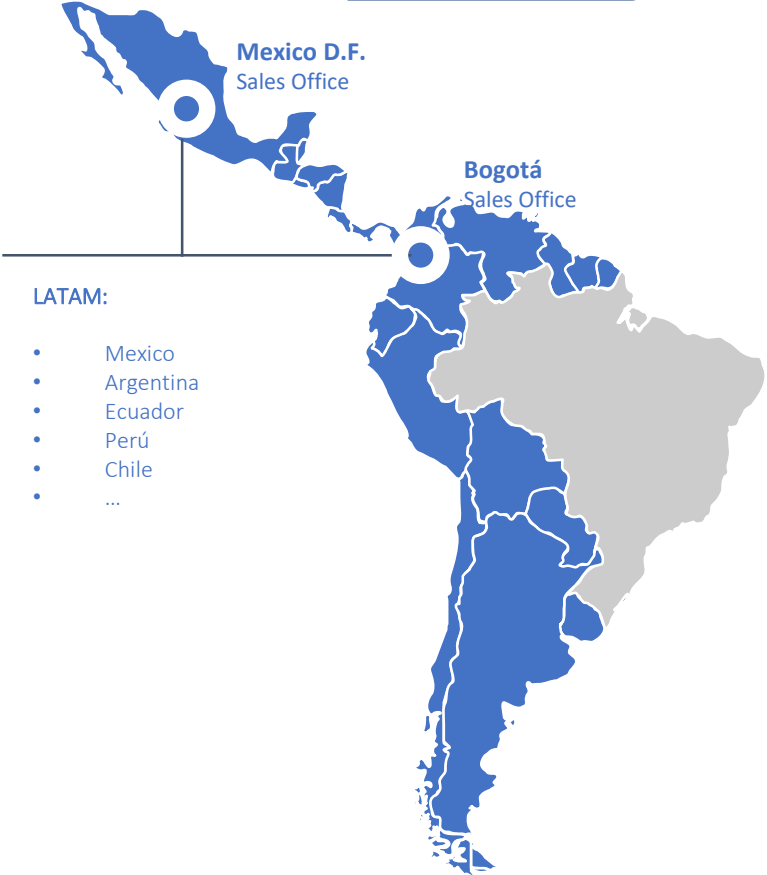 Mexico D.F.
Sales Office
Bogotá
Sales Office
LATAM:
• Mexico
• Argentina
• Ecuador
• Perú
• Chile
• ...